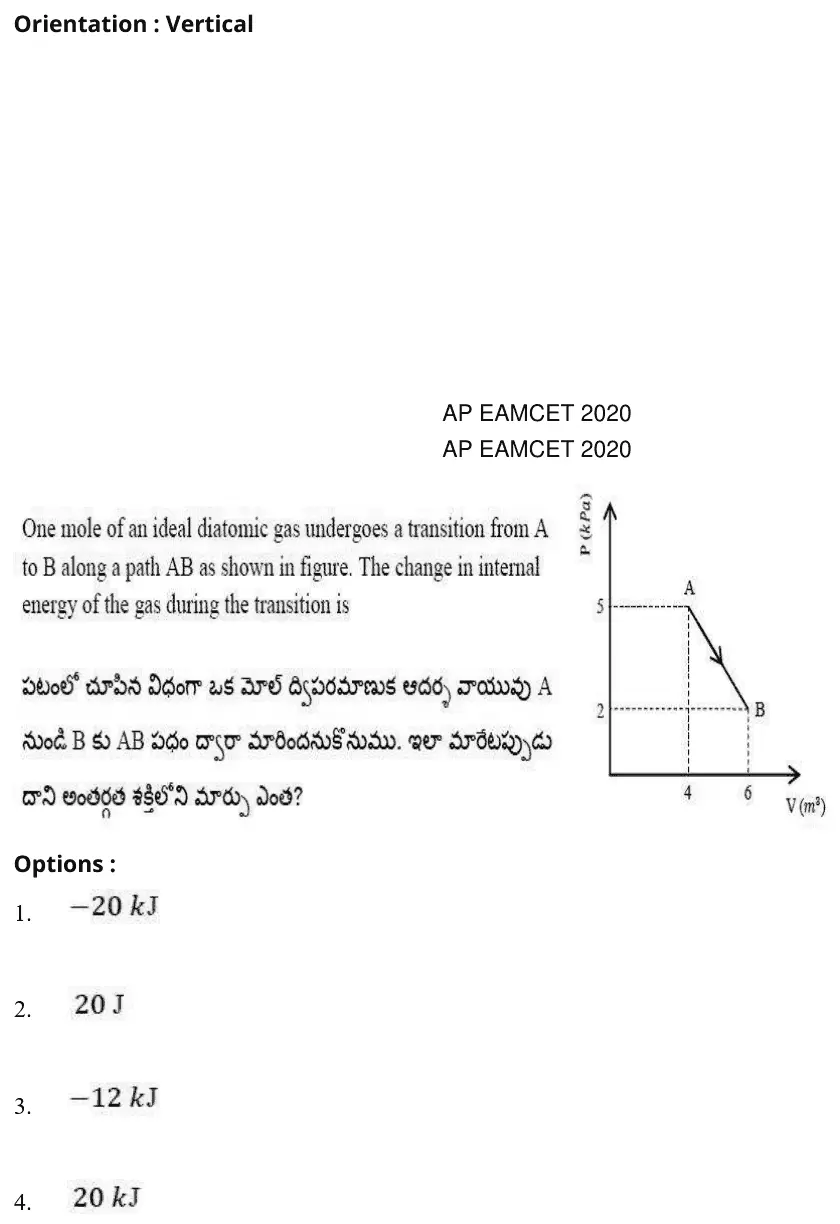 Orientation : Vertical
AP EAMCET 2020
AP EAMCET 2020
One mole of an ideal diatomic gas undergoes a transition from A
to B along a path AB as shown in figure. The change in internal
energy of the gas during the transition is
పటంలో చూపిన విధంగా ఒక మోల్ ద్విపరమాణుక ఆదర్శ వాయువు A
నుండి B కు AB పథం ద్వారా మారిందనుకొనుము. ఇలా మారేటప్పుడు
దాని అంతర్గత శక్తిలోని మార్పు ఎంత?
P (kPa)
A
5
2
B
4
6
V (m³)
Options :
1. −20 kJ
2. 20 J
3. −12 kJ
4. 20 kJ